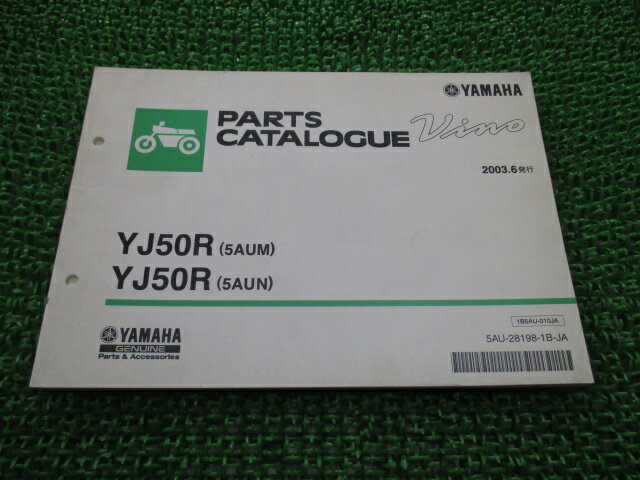 YAMAHA
PARTS
CATALOGUE
Vino
2003.6発行
YJ50R (5AUM)
YJ50R (5AUN)
1B5AU-010JA
5AU-28198-1B-JA
YAMAHA
GENUINE
Parts & Accessories